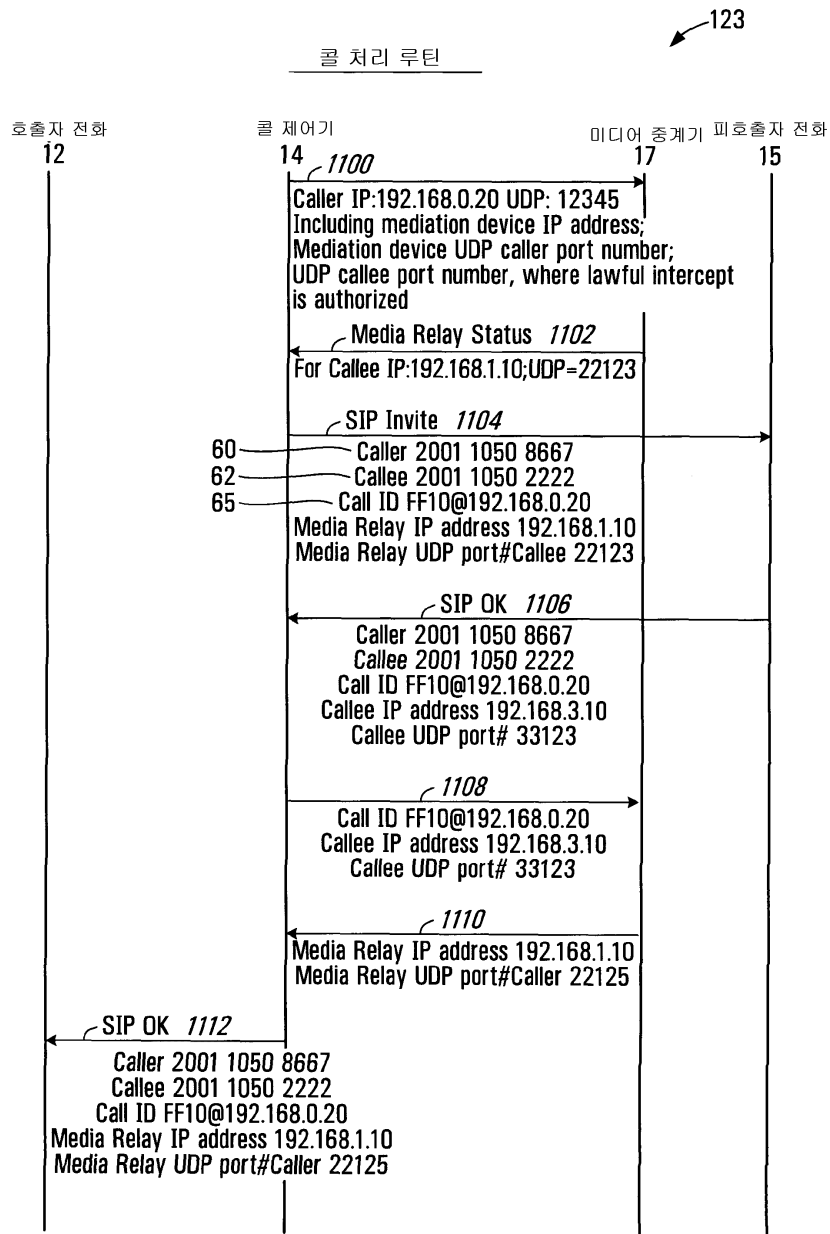 123
콜 처리 루틴
호출자 전화
12
콜 제어기
14
미디어 중계기
17
피호출자 전화
15
1100
Caller IP:192.168.0.20 UDP: 12345
Including mediation device IP address;
Mediation device UDP caller port number;
UDP callee port number, where lawful intercept
is authorized
Media Relay Status 1102
For Callee IP:192.168.1.10;UDP=22123
SIP Invite 1104
60 Caller 2001 1050 8667
62 Callee 2001 1050 2222
65 Call ID FF10@192.168.0.20
Media Relay IP address 192.168.1.10
Media Relay UDP port#Callee 22123
SIP OK 1106
Caller 2001 1050 8667
Callee 2001 1050 2222
Call ID FF10@192.168.0.20
Callee IP address 192.168.3.10
Callee UDP port# 33123
1108
Call ID FF10@192.168.0.20
Callee IP address 192.168.3.10
Callee UDP port# 33123
1110
Media Relay IP address 192.168.1.10
Media Relay UDP port#Caller 22125
SIP OK 1112
Caller 2001 1050 8667
Callee 2001 1050 2222
Call ID FF10@192.168.0.20
Media Relay IP address 192.168.1.10
Media Relay UDP port#Caller 22125